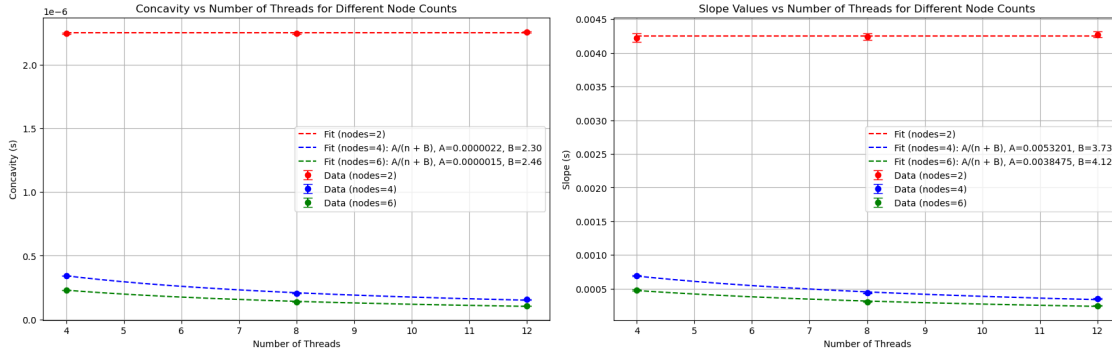 Concavity vs Number of Threads for Different Node Counts
1e−6
Concavity (s)
2.0
1.5
1.0
0.5
0.0
Fit (nodes=2)
Fit (nodes=4): A/(n + B), A=0.0000022, B=2.30
Fit (nodes=6): A/(n + B), A=0.0000015, B=2.46
Data (nodes=2)
Data (nodes=4)
Data (nodes=6)
4 5 6 7 8 9 10 11 12
Number of Threads
Slope Values vs Number of Threads for Different Node Counts
Slope (s)
0.0045
0.0040
0.0035
0.0030
0.0025
0.0020
0.0015
0.0010
0.0005
Fit (nodes=2)
Fit (nodes=4): A/(n + B), A=0.0053201, B=3.73
Fit (nodes=6): A/(n + B), A=0.0038475, B=4.12
Data (nodes=2)
Data (nodes=4)
Data (nodes=6)
4 5 6 7 8 9 10 11 12
Number of Threads